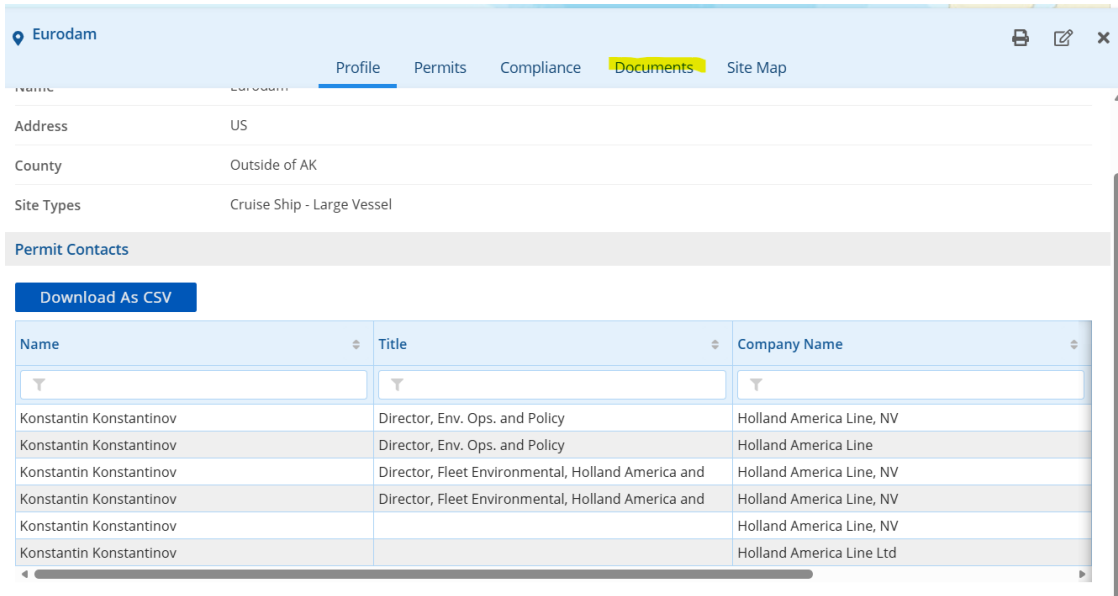 Eurodam
Profile Permits Compliance Documents Site Map
Name Eurodam
Address US
County Outside of AK
Site Types Cruise Ship - Large Vessel
Permit Contacts
Download As CSV
Name Title Company Name
Konstantin Konstantinov Director, Env. Ops. and Policy Holland America Line, NV
Konstantin Konstantinov Director, Env. Ops. and Policy Holland America Line
Konstantin Konstantinov Director, Fleet Environmental, Holland America and Holland America Line, NV
Konstantin Konstantinov Director, Fleet Environmental, Holland America and Holland America Line, NV
Konstantin Konstantinov Holland America Line, NV
Konstantin Konstantinov Holland America Line Ltd